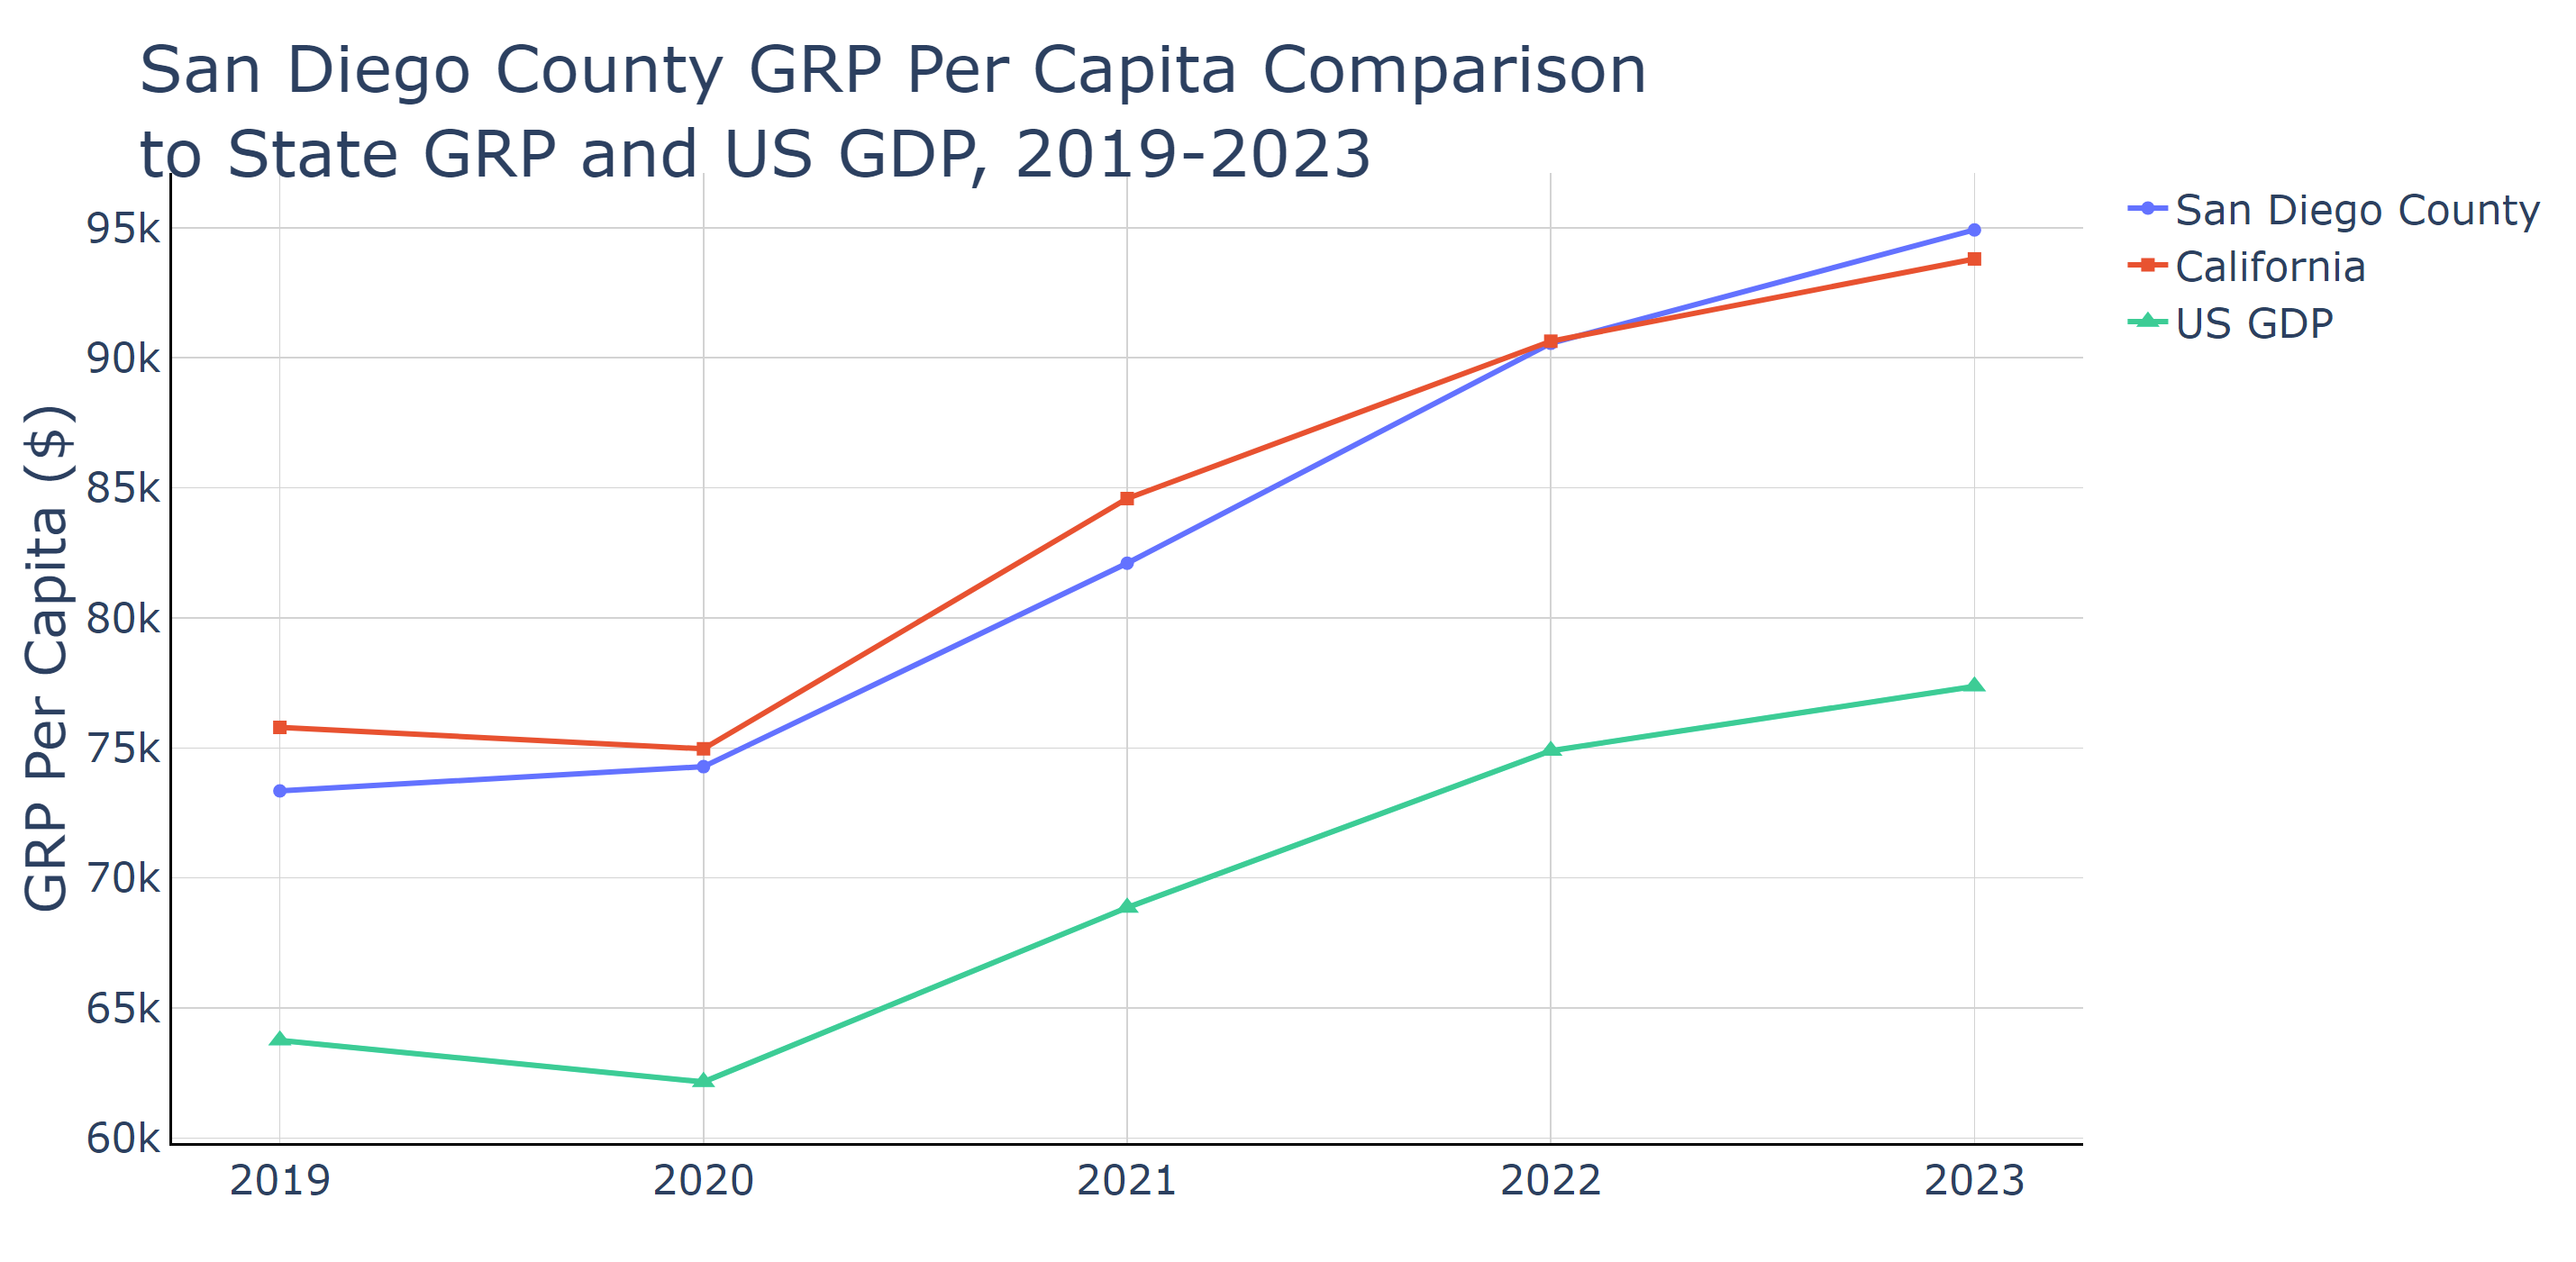 San Diego County GRP Per Capita Comparison
to State GRP and US GDP, 2019-2023
San Diego County
California
US GDP
GRP Per Capita ($)
95k
90k
85k
80k
75k
70k
65k
60k
2019
2020
2021
2022
2023